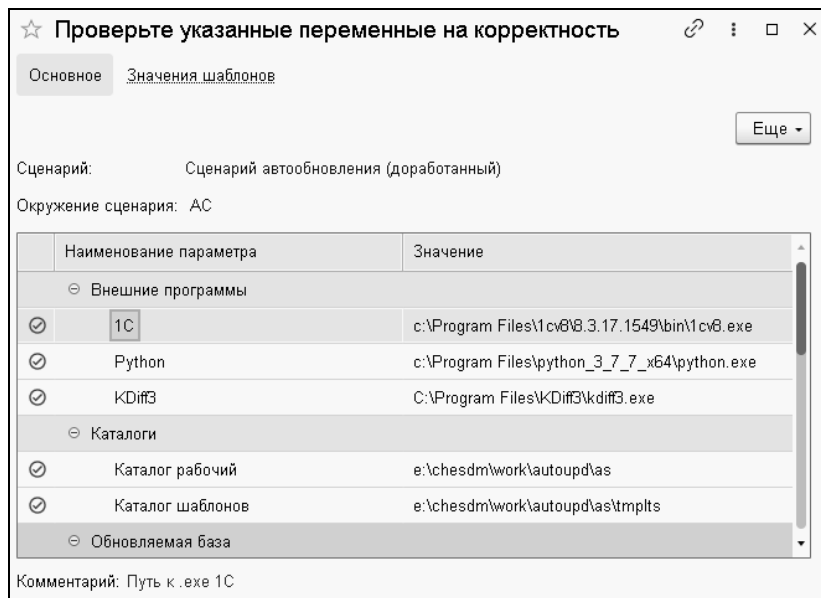 Проверьте указанные переменные на корректность
Основное Значения шаблонов
Еще
Сценарий: Сценарий автообновления (доработанный)
Окружение сценария: АС
Наименование параметра Значение
Внешние программы
1С c:\Program Files\1cv8\8.3.17.1549\bin\1cv8.exe
Python c:\Program Files\python_3_7_7_x64\python.exe
KDiff3 C:\Program Files\KDiff3\kdiff3.exe
Каталоги
Каталог рабочий e:\chesdm\work\autoupd\as
Каталог шаблонов e:\chesdm\work\autoupd\as\tmplts
Обновляемая база
Комментарий: Путь к .exe 1С